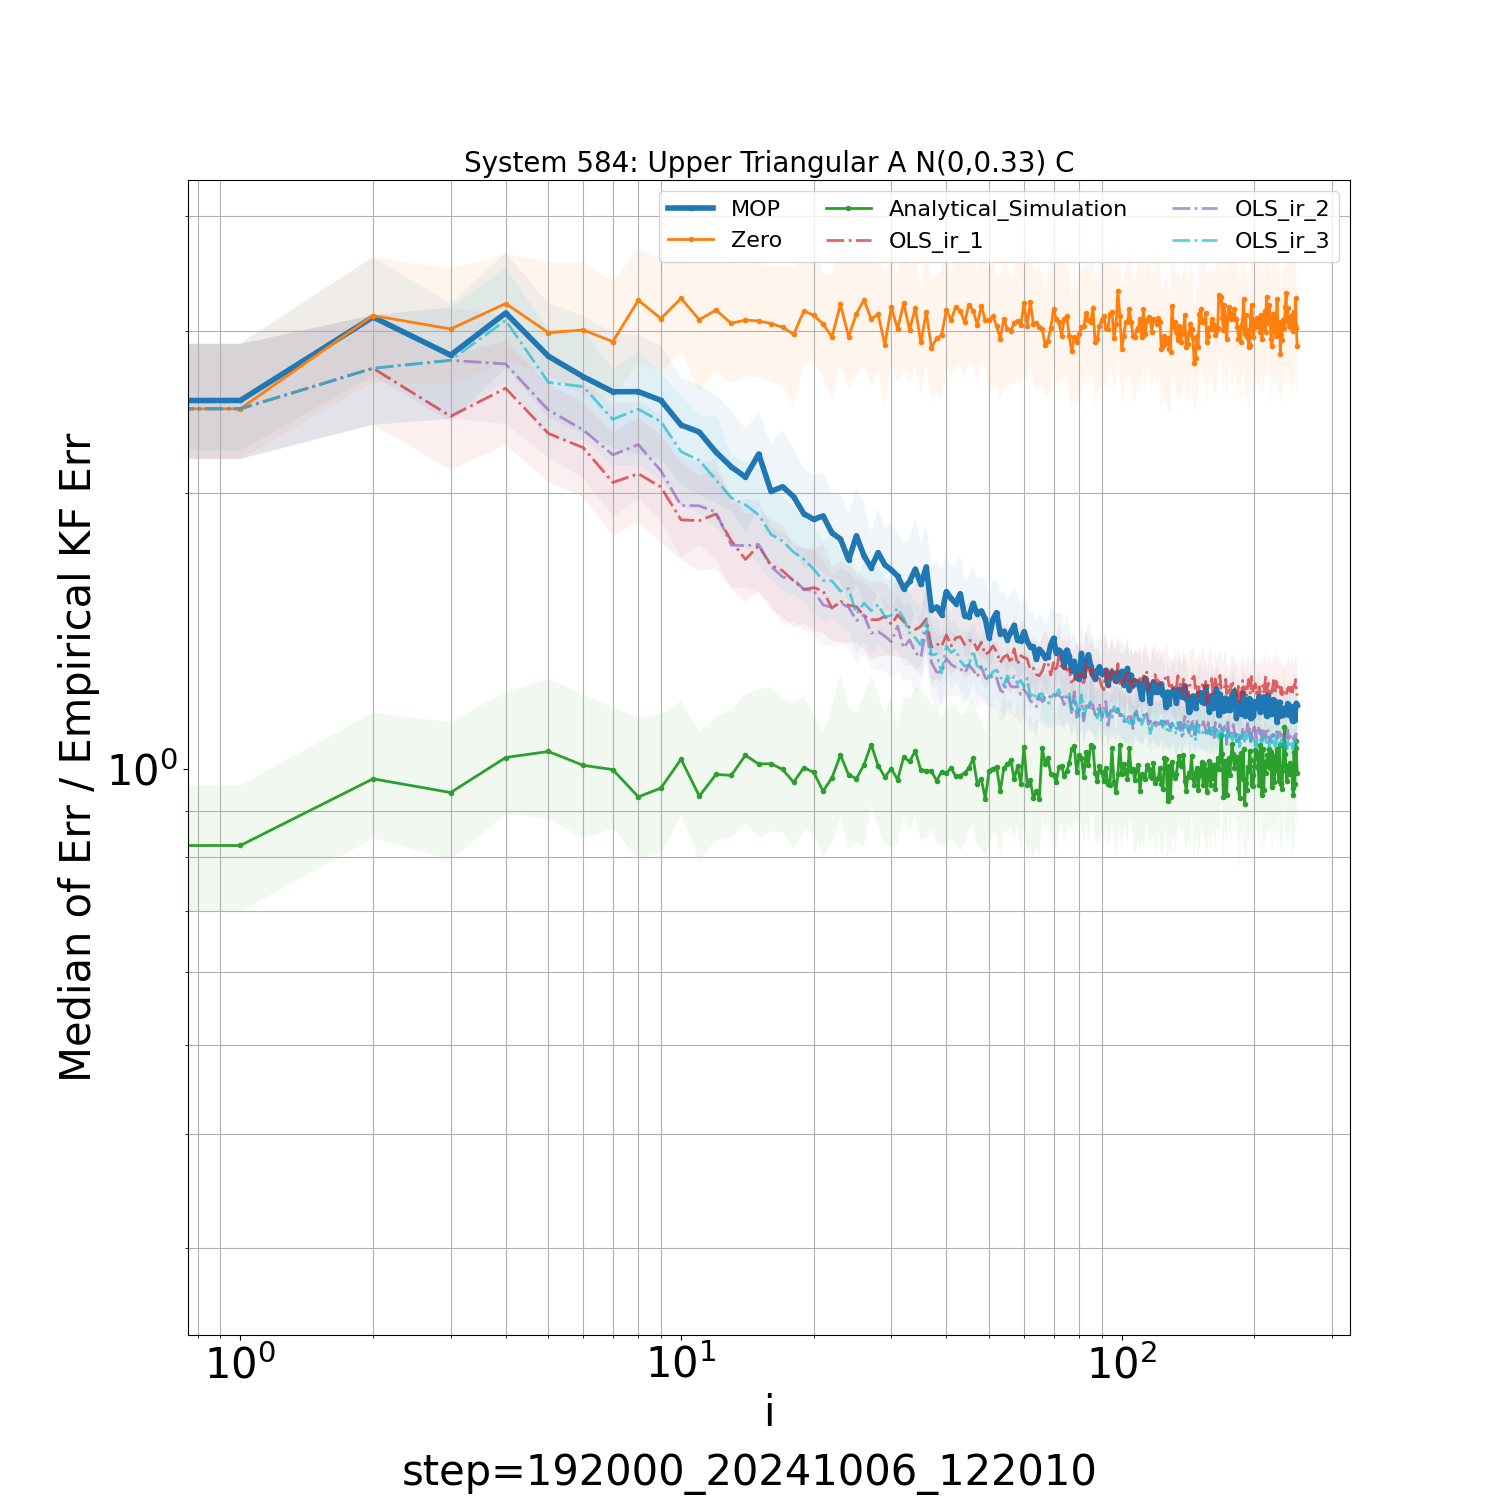 System 584: Upper Triangular A N(0,0.33) C
MOP
Zero
Analytical_Simulation
OLS_ir_1
OLS_ir_2
OLS_ir_3
Median of Err / Empirical KF Err
10⁰
10⁰
10¹
10²
i
step=192000_20241006_122010